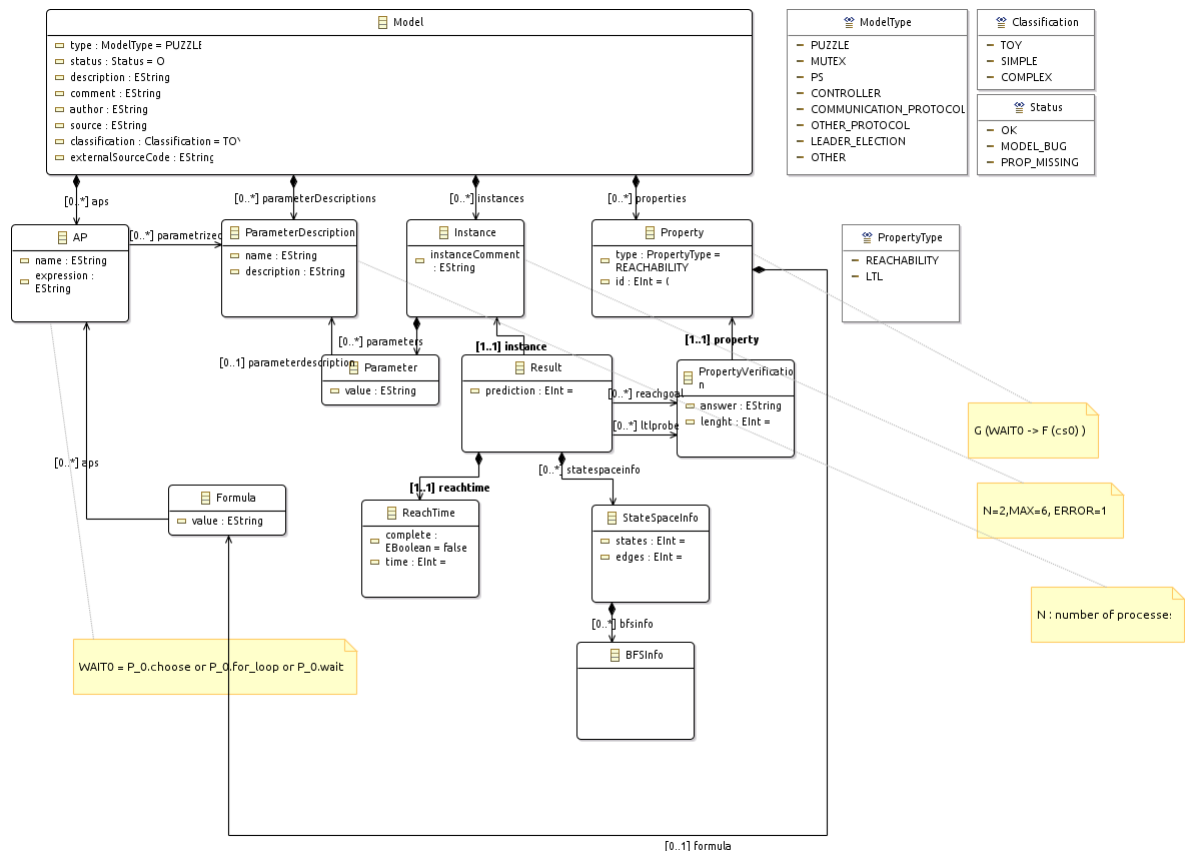 Model
type : ModelType = PUZZLE
status : Status = O
description : EString
comment : EString
author : EString
source : EString
classification : Classification = TO
externalSourceCode : EString
ModelType
PUZZLE
MUTEX
PS
CONTROLLER
COMMUNICATION_PROTOCOL
OTHER_PROTOCOL
LEADER_ELECTION
OTHER
Classification
TOY
SIMPLE
COMPLEX
Status
OK
MODEL_BUG
PROP_MISSING
[0..*] aps
[0..*] parameterDescriptions
[0..*] instances
[0..*] properties
AP
name : EString
expression :
EString
[0..*] parametrized
ParameterDescription
name : EString
description : EString
Instance
instanceComment
: EString
Property
type : PropertyType =
REACHABILITY
id : EInt = (
PropertyType
REACHABILITY
LTL
[0..*] parameters
[1..1] instance
[1..1] property
[0..1] parameterdescription
Parameter
value : EString
Result
prediction : EInt =
[0..*] reachgoal
[0..*] ltlprobe
PropertyVerificatio
n
answer : EString
lenght : EInt =
G (WAIT0 -> F (cs0) )
[0..*] aps
[1..1] reachtime
[0..*] statespaceinfo
Formula
value : EString
ReachTime
complete :
EBoolean = false
time : EInt =
StateSpaceInfo
states : EInt =
edges : EInt =
N=2,MAX=6, ERROR=1
N : number of processes
[0..*] bfsinfo
BFSInfo
WAIT0 = P_0.choose or P_0.for_loop or P_0.wait
[0..1] formula